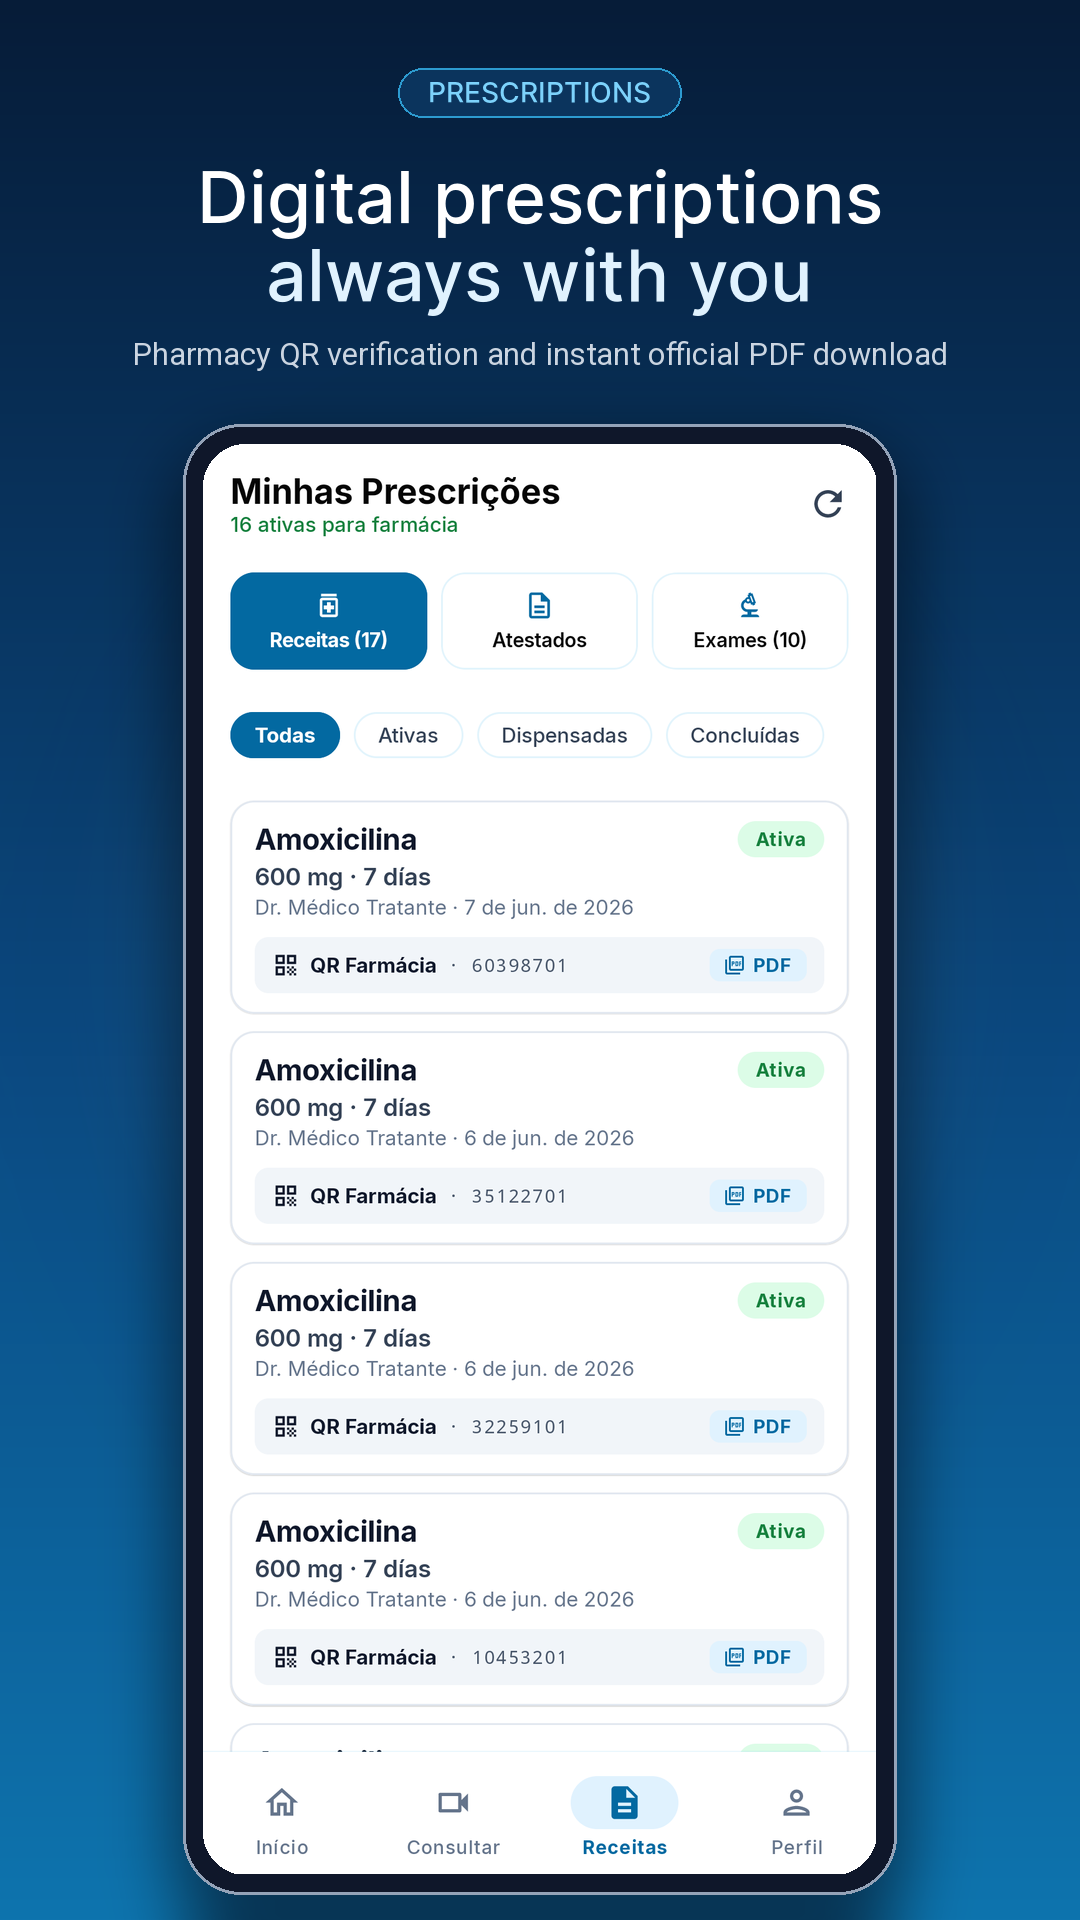 PRESCRIPTIONS
Digital prescriptions
always with you
Pharmacy QR verification and instant official PDF download
Minhas Prescrições
16 ativas para farmácia
Receitas (17)
Atestados
Exames (10)
Todas
Ativas
Dispensadas
Concluídas
Amoxicilina
Ativa
600 mg · 7 días
Dr. Médico Tratante · 7 de jun. de 2026
QR Farmácia · 60398701
PDF
Amoxicilina
Ativa
600 mg · 7 días
Dr. Médico Tratante · 6 de jun. de 2026
QR Farmácia · 35122701
PDF
Amoxicilina
Ativa
600 mg · 7 días
Dr. Médico Tratante · 6 de jun. de 2026
QR Farmácia · 32259101
PDF
Amoxicilina
Ativa
600 mg · 7 días
Dr. Médico Tratante · 6 de jun. de 2026
QR Farmácia · 10453201
PDF
Início
Consultar
Receitas
Perfil